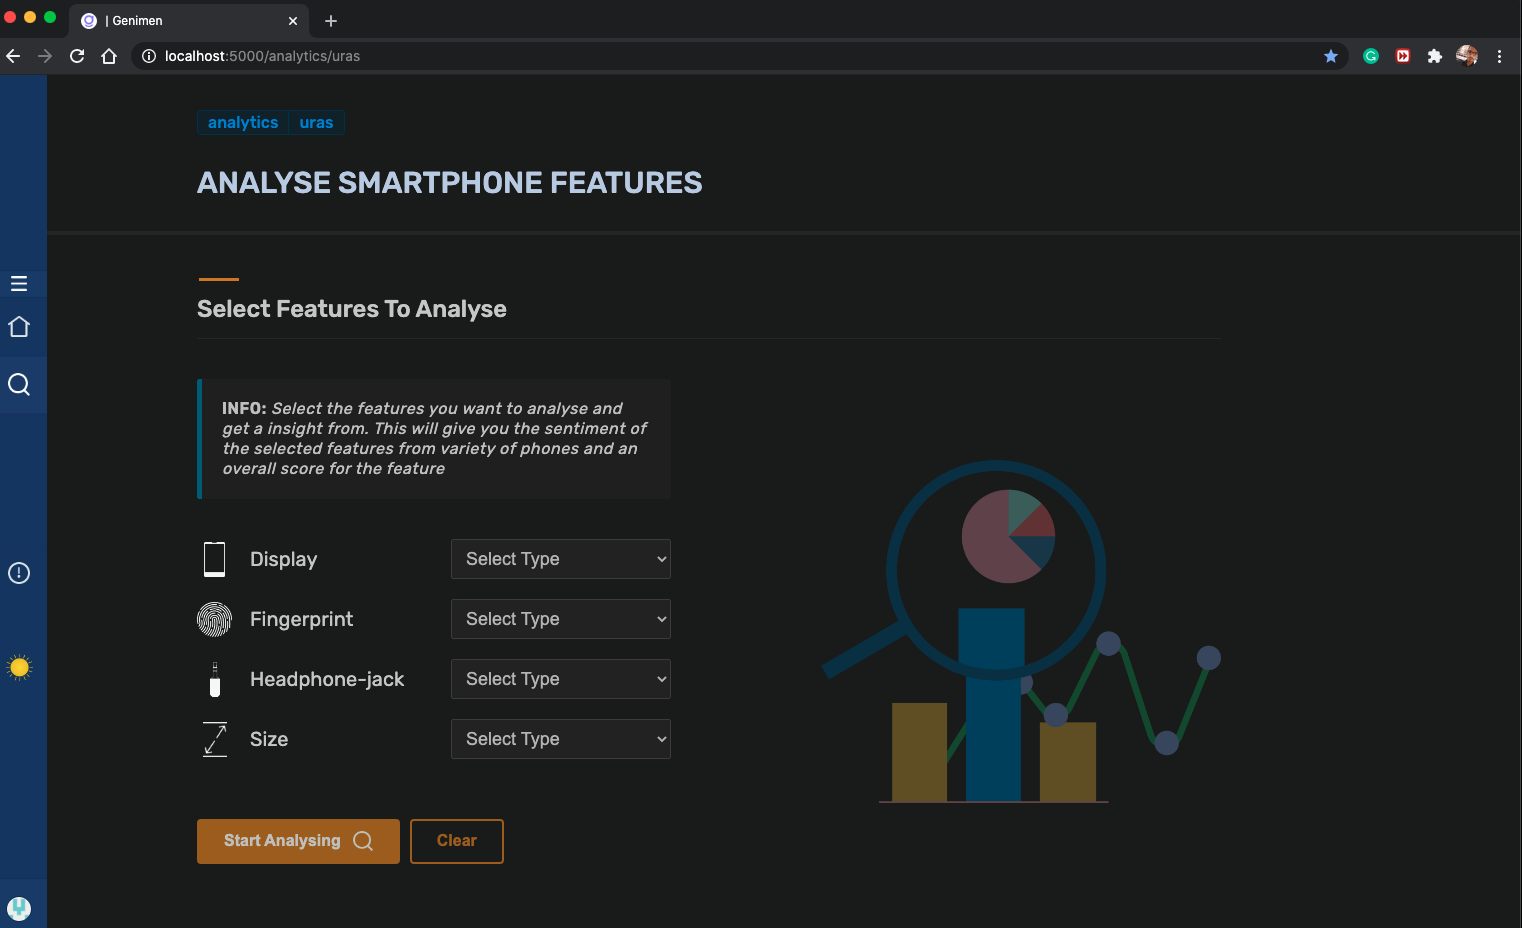 | Genimen
localhost:5000/analytics/uras
analytics uras
ANALYSE SMARTPHONE FEATURES
Select Features To Analyse
INFO: Select the features you want to analyse and
get a insight from. This will give you the sentiment of
the selected features from variety of phones and an
overall score for the feature
Display Select Type
Fingerprint Select Type
Headphone-jack Select Type
Size Select Type
Start Analysing Clear